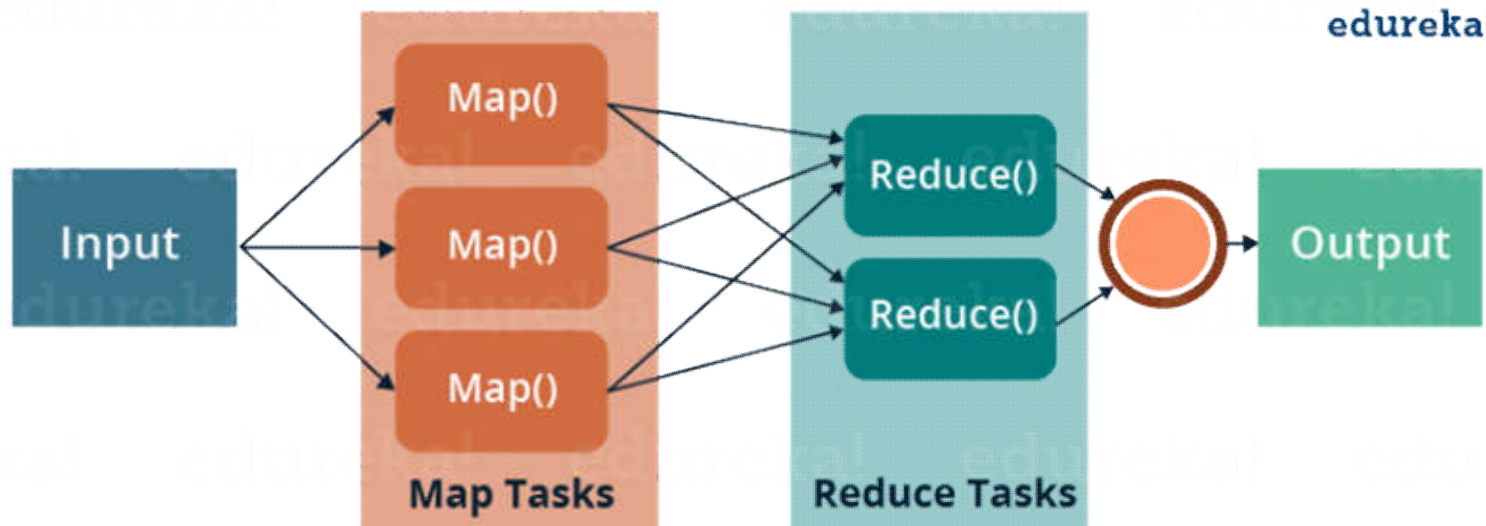 edureka
Input
Map()
Map()
Map()
Map Tasks
Reduce()
Reduce()
Reduce Tasks
Output